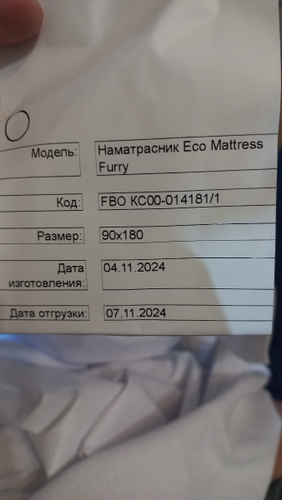 Модель: Наматрасник Eco Mattress
Furry
Код: FBO КС00-014181/1
Размер: 90x180
Дата 04.11.2024
изготовления:
Дата отгрузки: 07.11.2024